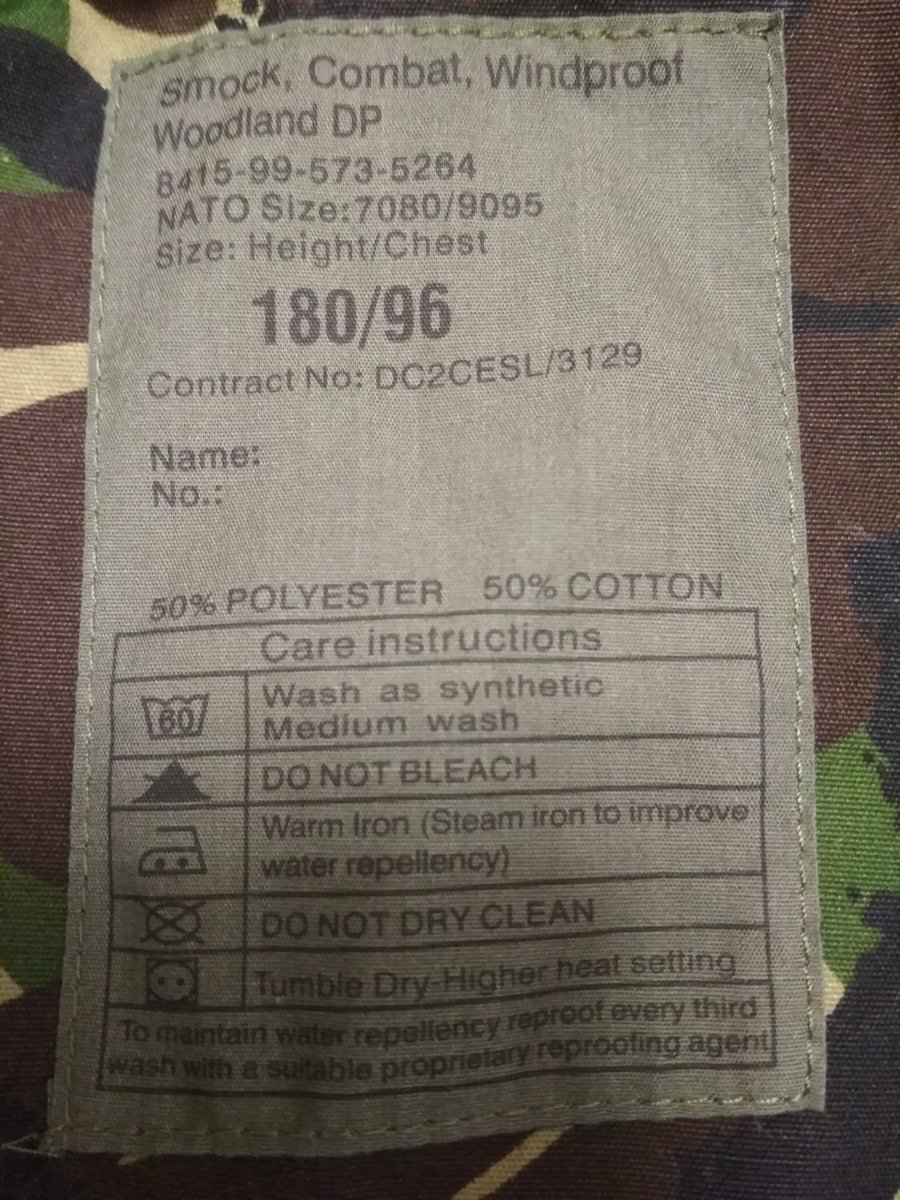 Smock, Combat, Windproof
Woodland DP
8415-99-573-5264
NATO Size:7080/9095
Size: Height/Chest
180/96
Contract No: DC2CESL/3129
Name:
No.:
50% POLYESTER 50% COTTON
Care instructions
60
Wash as synthetic
Medium wash
DO NOT BLEACH
Warm Iron (Steam iron to improve
water repellency)
DO NOT DRY CLEAN
Tumble Dry-Higher heat setting
To maintain water repellency reproof every third
wash with a suitable proprietary reproofing agent